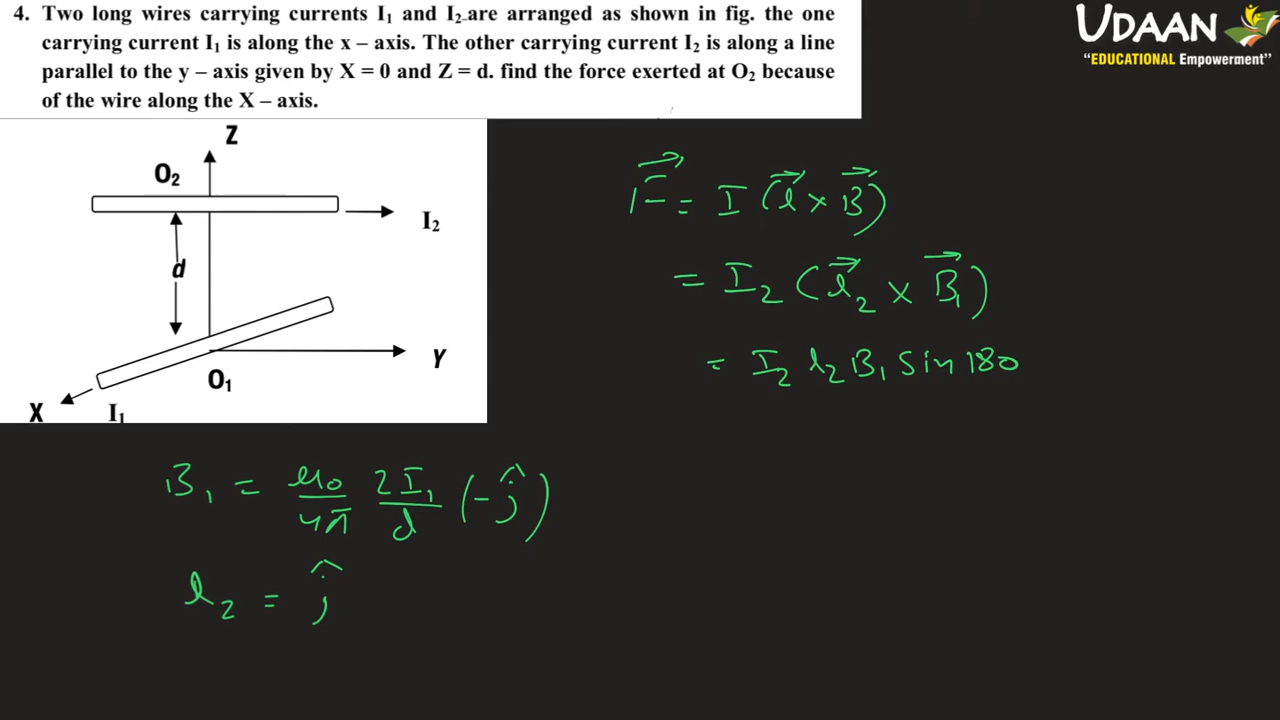 4. Two long wires carrying currents I₁ and I₂ are arranged as shown in fig. the one
carrying current I₁ is along the x – axis. The other carrying current I₂ is along a line
parallel to the y – axis given by X = 0 and Z = d. find the force exerted at O₂ because
of the wire along the X – axis.
UDAAN
“EDUCATIONAL Empowerment”
Z
O₂
I₂
d
Y
O₁
X
I₁
F⃗ = I (l⃗ × B⃗)
= I₂ (l⃗₂ × B⃗₁)
= I₂ l₂ B₁ sin 180
B₁ = μ₀/4π 2I₁/d (-ĵ)
l₂ = ĵ